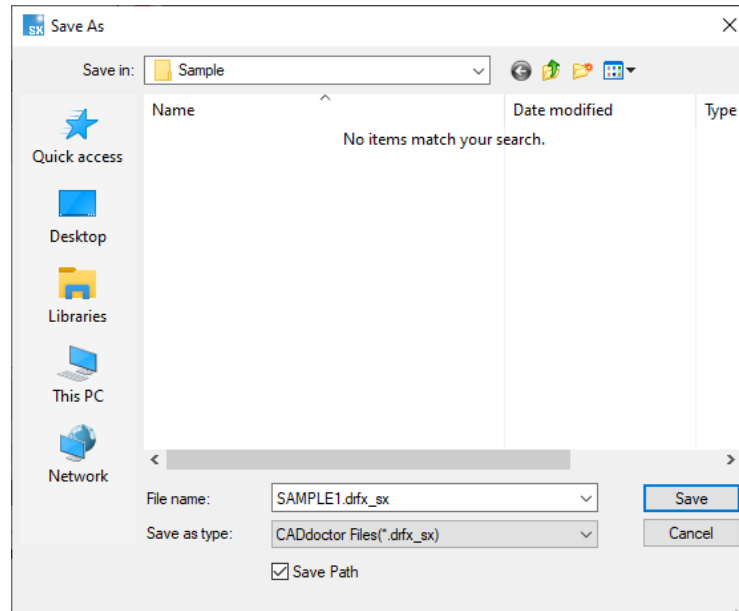 SX Save As
Save in: Sample
Name Date modified Type
No items match your search.
Quick access
Desktop
Libraries
This PC
Network
File name: SAMPLE1.drfx_sx Save
Save as type: CADdoctor Files(*.drfx_sx) Cancel
Save Path